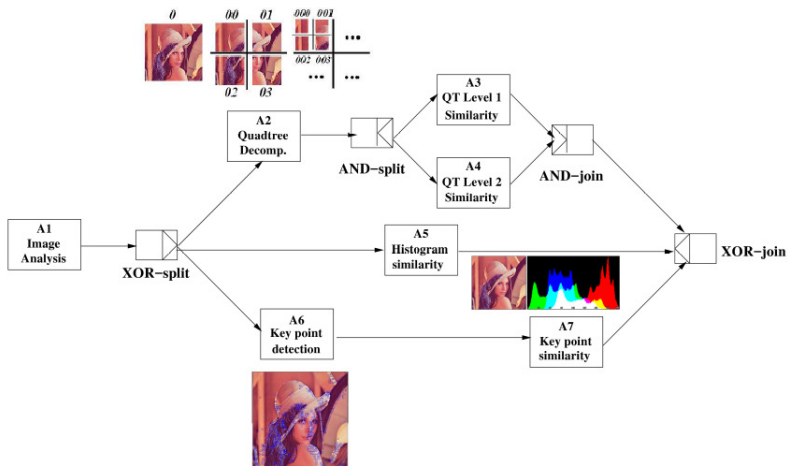 0
00 01
02 03
000 001
002 003
...
... ...
A2
Quadtree
Decomp.
AND-split
A3
QT Level 1
Similarity
A4
QT Level 2
Similarity
AND-join
A1
Image
Analysis
XOR-split
A5
Histogram
similarity
XOR-join
A6
Key point
detection
A7
Key point
similarity